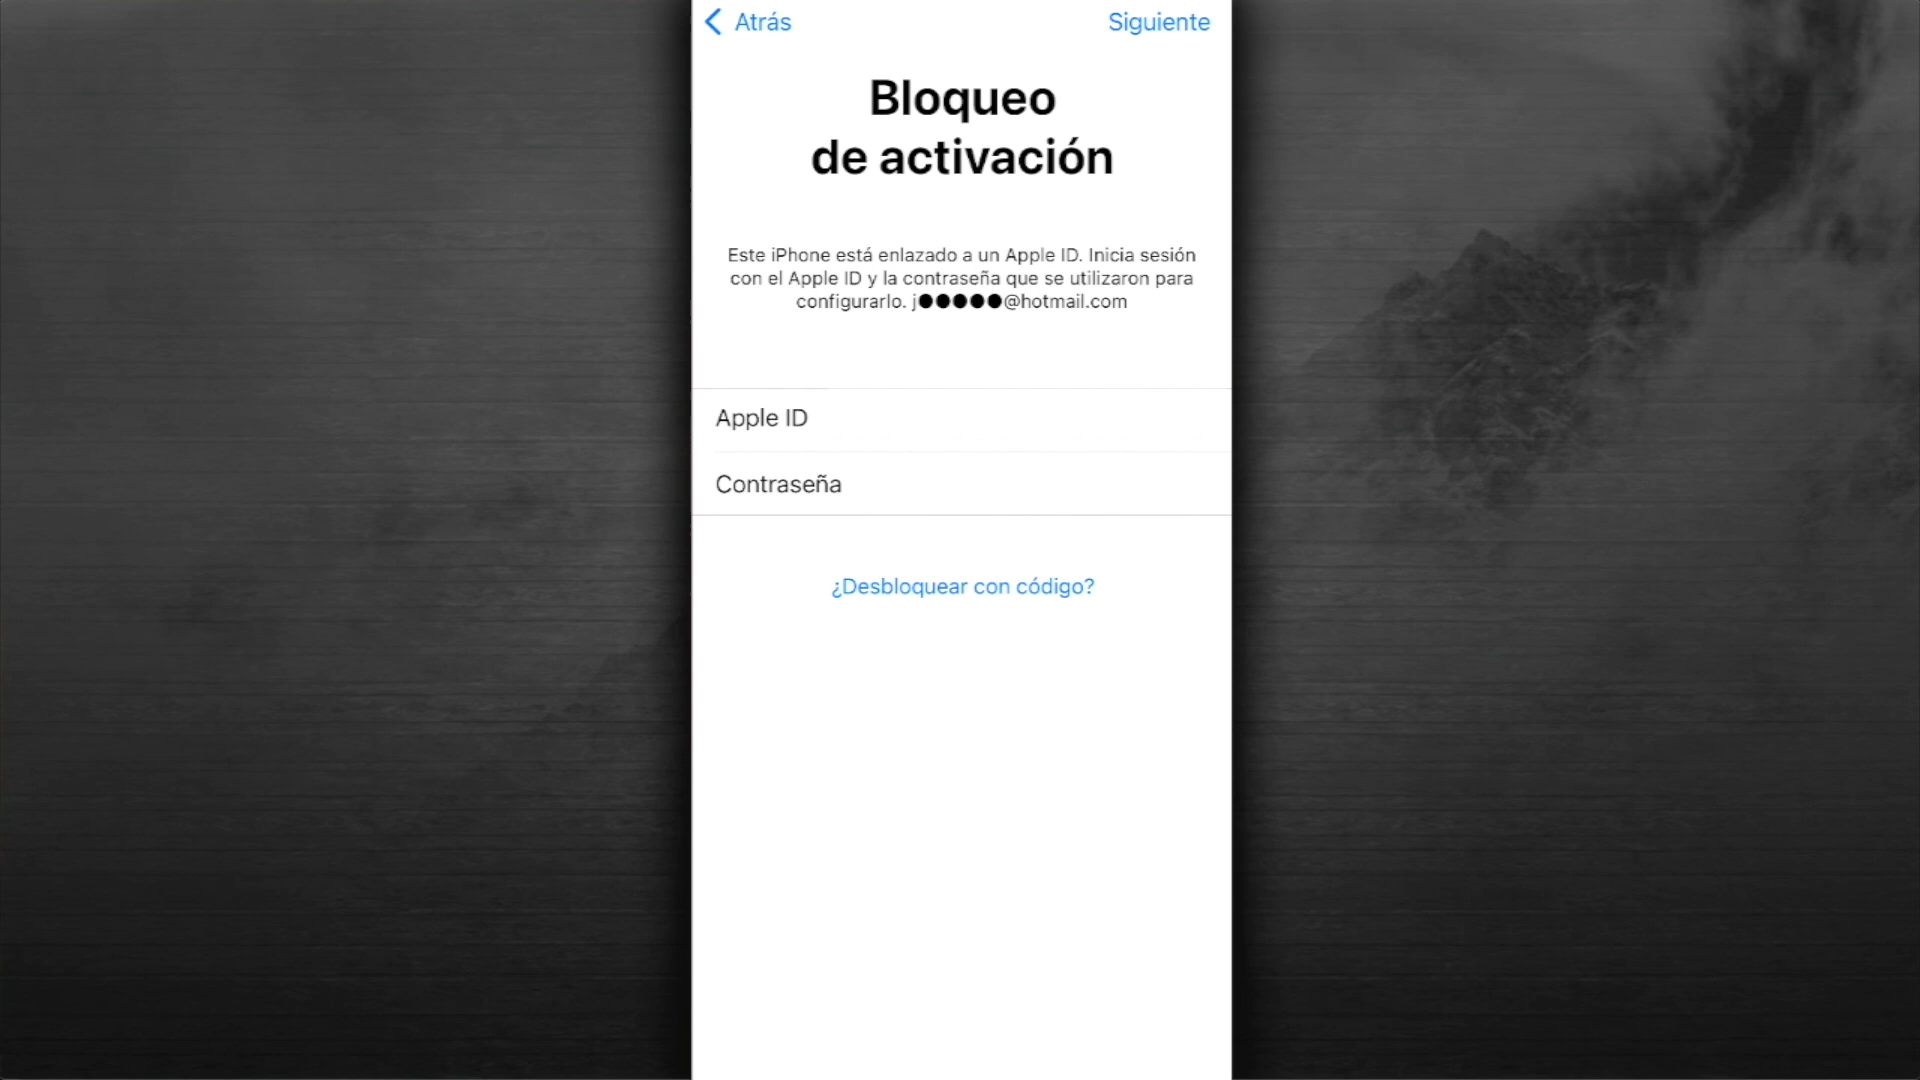 Atrás
Siguiente
Bloqueo
de activación
Este iPhone está enlazado a un Apple ID. Inicia sesión
con el Apple ID y la contraseña que se utilizaron para
configurarlo. j●●●●●@hotmail.com
Apple ID
Contraseña
¿Desbloquear con código?